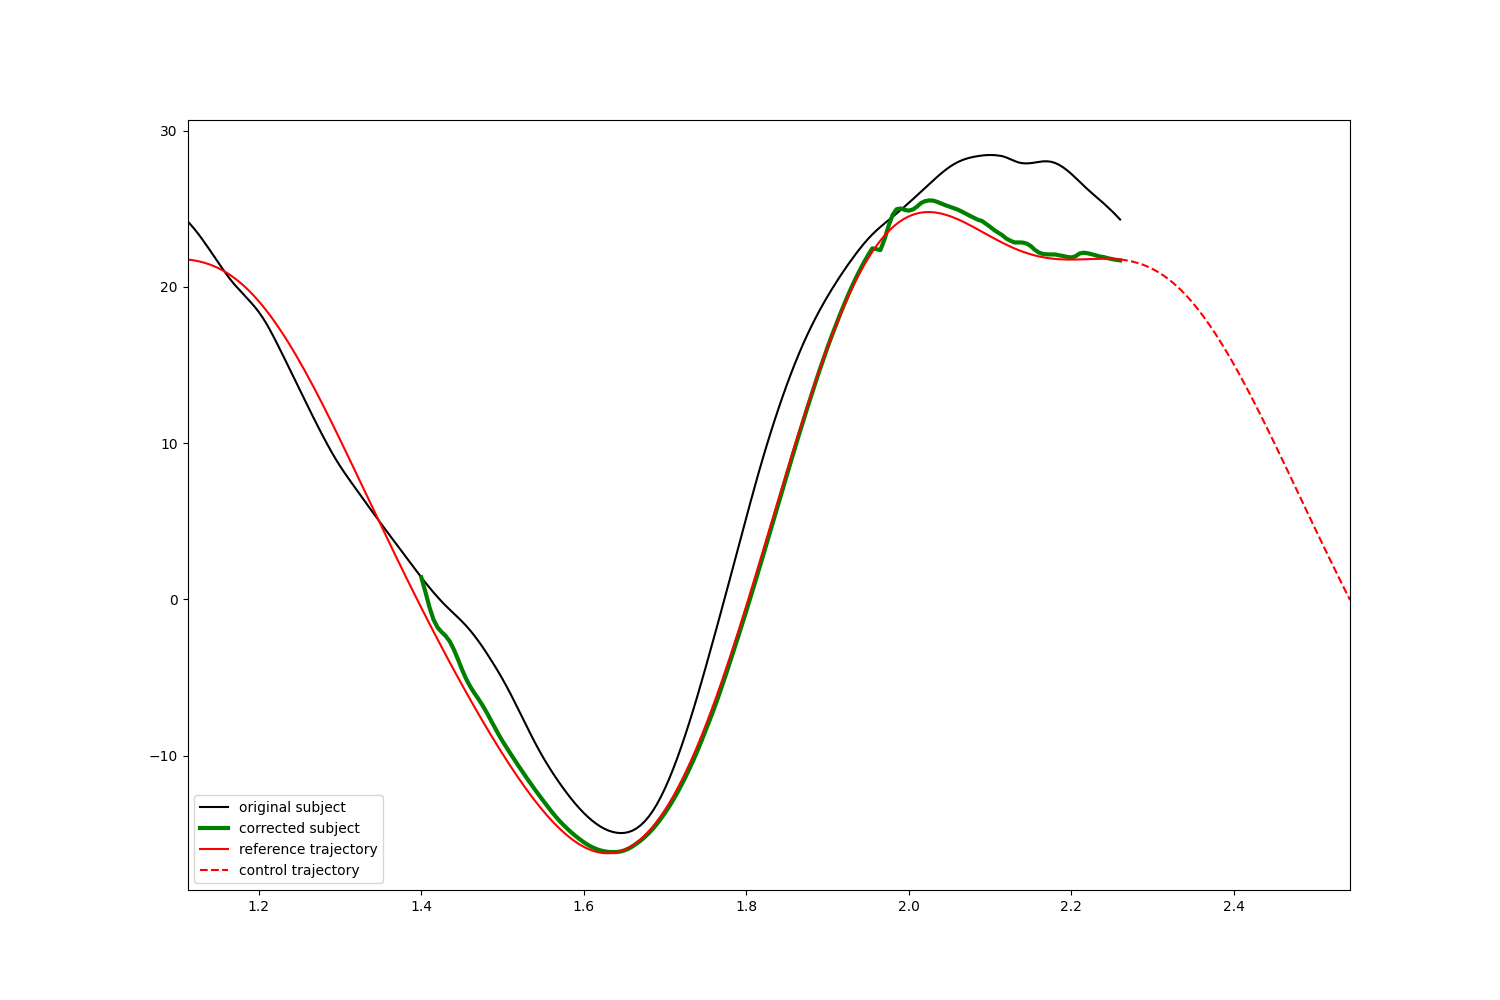 30
20
10
0
−10
original subject
corrected subject
reference trajectory
control trajectory
1.2 1.4 1.6 1.8 2.0 2.2 2.4